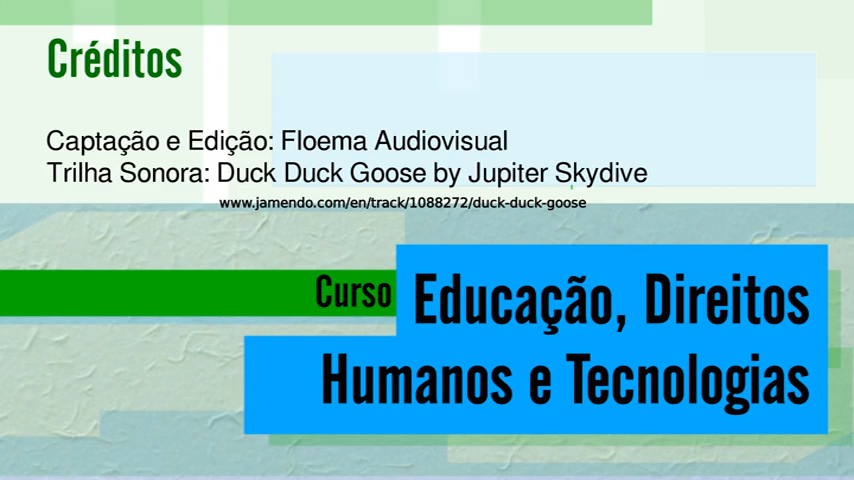 Créditos
Captação e Edição: Floema Audiovisual
Trilha Sonora: Duck Duck Goose by Jupiter Skydive
www.jamendo.com/en/track/1088272/duck-duck-goose
Curso Educação, Direitos
Humanos e Tecnologias